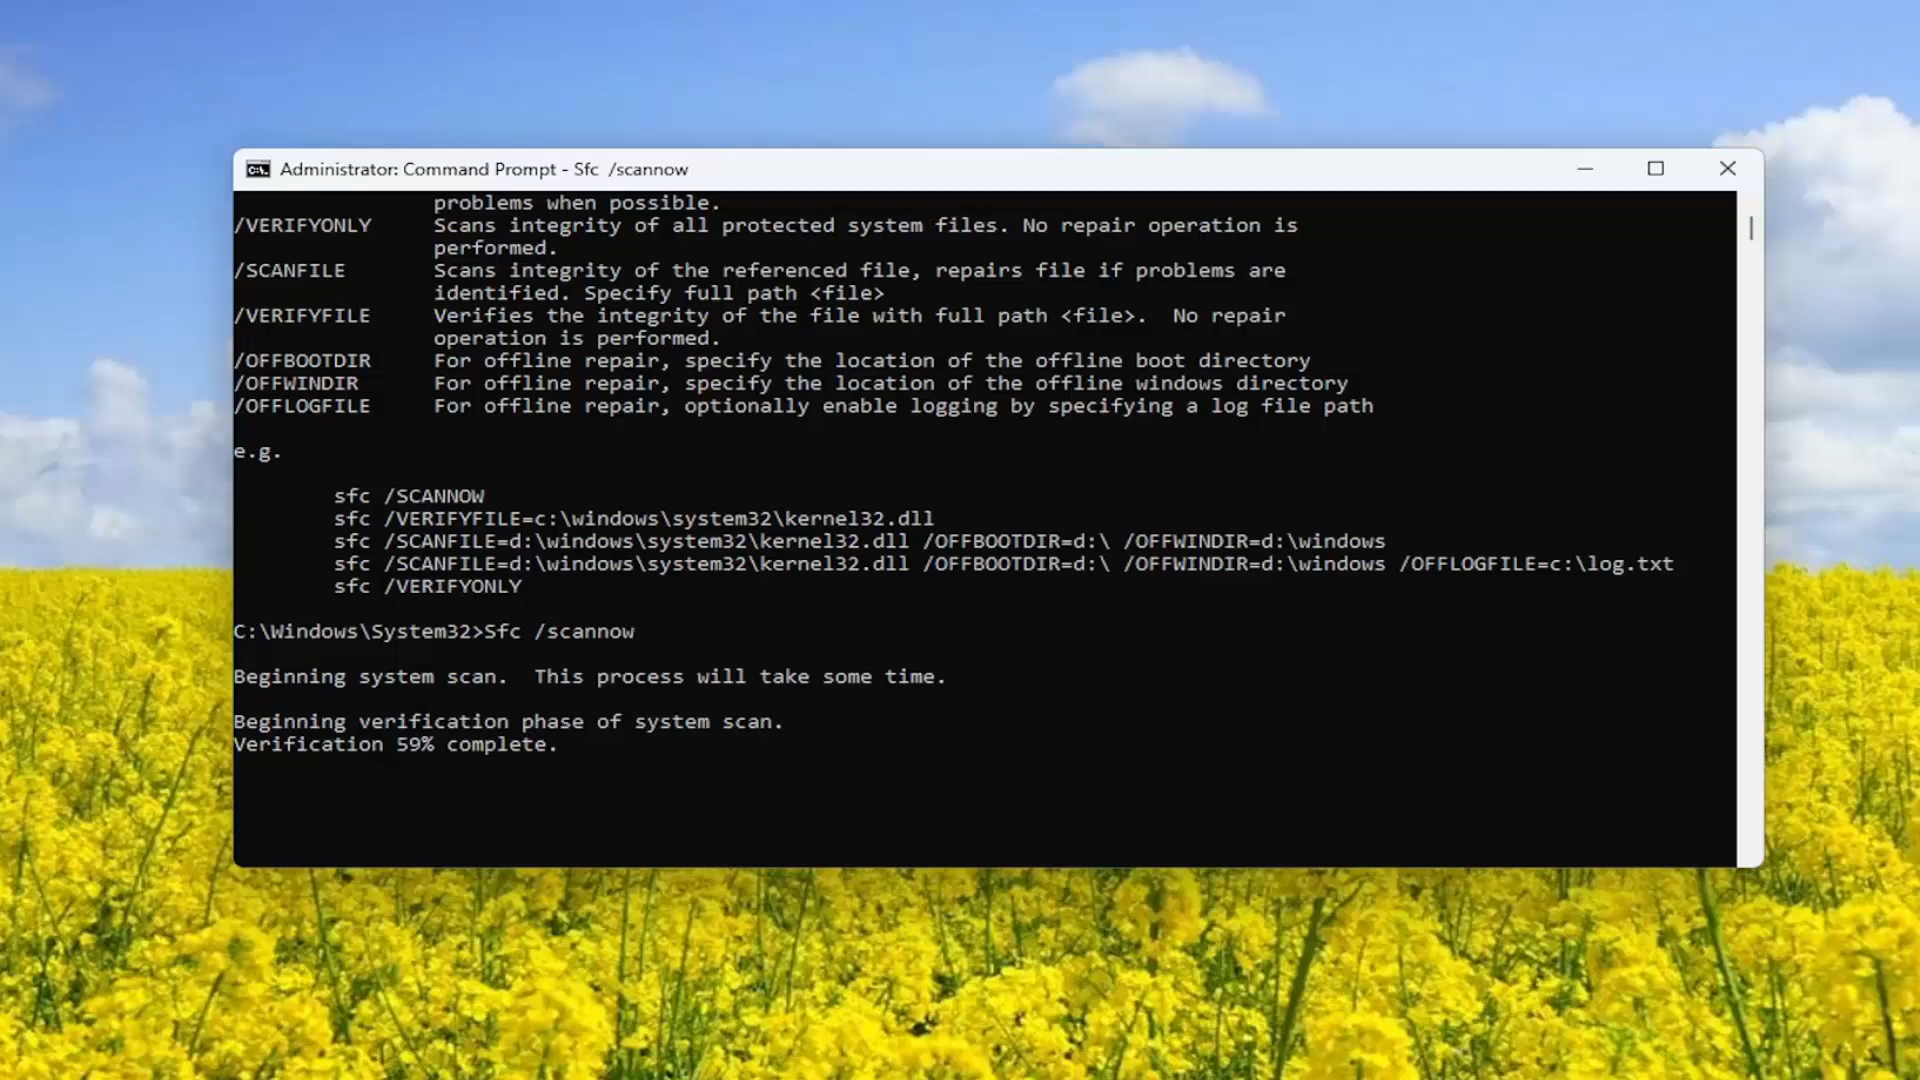 Administrator: Command Prompt - Sfc  /scannow
problems when possible.
/VERIFYONLY     Scans integrity of all protected system files. No repair operation is
performed.
/SCANFILE       Scans integrity of the referenced file, repairs file if problems are
identified. Specify full path <file>
/VERIFYFILE     Verifies the integrity of the file with full path <file>.  No repair
operation is performed.
/OFFBOOTDIR     For offline repair, specify the location of the offline boot directory
/OFFWINDIR      For offline repair, specify the location of the offline windows directory
/OFFLOGFILE     For offline repair, optionally enable logging by specifying a log file path
e.g.
sfc /SCANNOW
sfc /VERIFYFILE=c:\windows\system32\kernel32.dll
sfc /SCANFILE=d:\windows\system32\kernel32.dll /OFFBOOTDIR=d:\ /OFFWINDIR=d:\windows
sfc /SCANFILE=d:\windows\system32\kernel32.dll /OFFBOOTDIR=d:\ /OFFWINDIR=d:\windows /OFFLOGFILE=c:\log.txt
sfc /VERIFYONLY
C:\Windows\System32>Sfc /scannow
Beginning system scan.  This process will take some time.
Beginning verification phase of system scan.
Verification 59% complete.